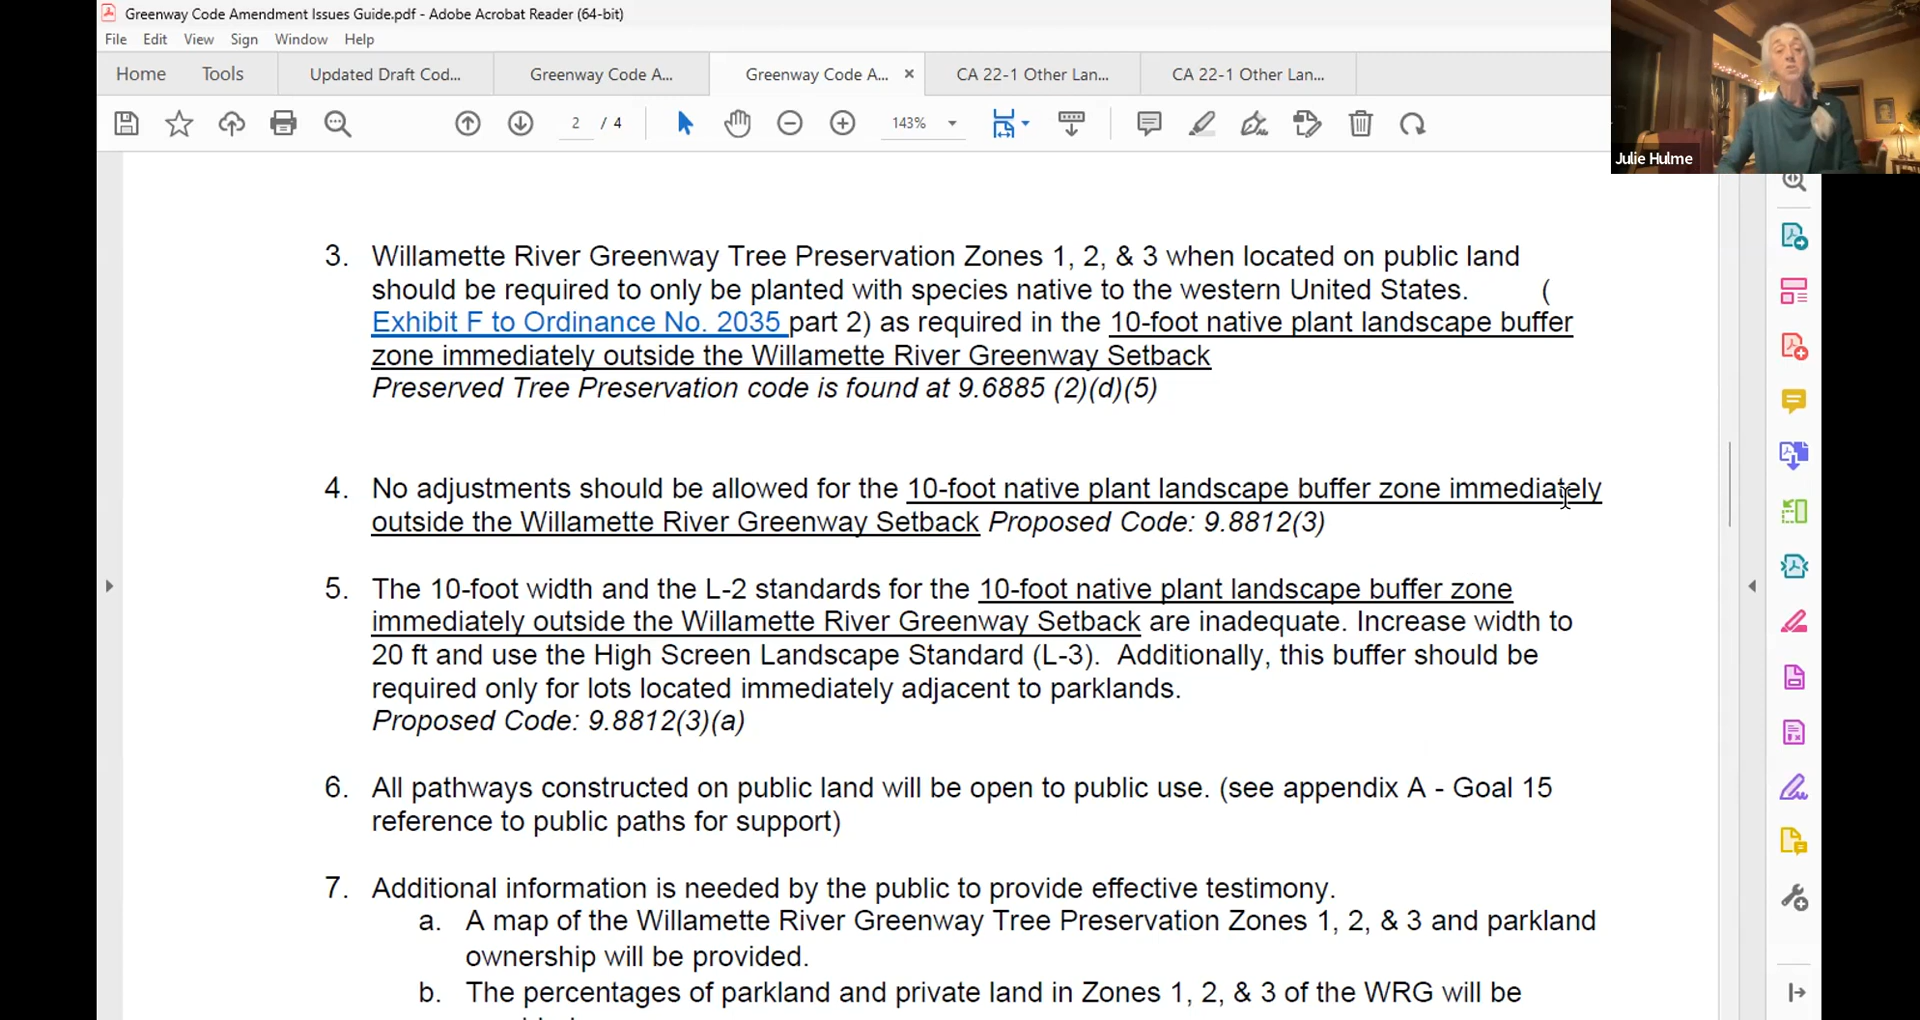 Greenway Code Amendment Issues Guide.pdf - Adobe Acrobat Reader (64-bit)
File Edit View Sign Window Help
Home Tools Updated Draft Cod... Greenway Code A... Greenway Code A... × CA 22-1 Other Lan... CA 22-1 Other Lan...
2 / 4 143%
Julie Hulme
3. Willamette River Greenway Tree Preservation Zones 1, 2, & 3 when located on public land
should be required to only be planted with species native to the western United States. (
Exhibit F to Ordinance No. 2035 part 2) as required in the 10-foot native plant landscape buffer
zone immediately outside the Willamette River Greenway Setback
Preserved Tree Preservation code is found at 9.6885 (2)(d)(5)
4. No adjustments should be allowed for the 10-foot native plant landscape buffer zone immediately
outside the Willamette River Greenway Setback Proposed Code: 9.8812(3)
5. The 10-foot width and the L-2 standards for the 10-foot native plant landscape buffer zone
immediately outside the Willamette River Greenway Setback are inadequate. Increase width to
20 ft and use the High Screen Landscape Standard (L-3). Additionally, this buffer should be
required only for lots located immediately adjacent to parklands.
Proposed Code: 9.8812(3)(a)
6. All pathways constructed on public land will be open to public use. (see appendix A - Goal 15
reference to public paths for support)
7. Additional information is needed by the public to provide effective testimony.
a. A map of the Willamette River Greenway Tree Preservation Zones 1, 2, & 3 and parkland
ownership will be provided.
b. The percentages of parkland and private land in Zones 1, 2, & 3 of the WRG will be